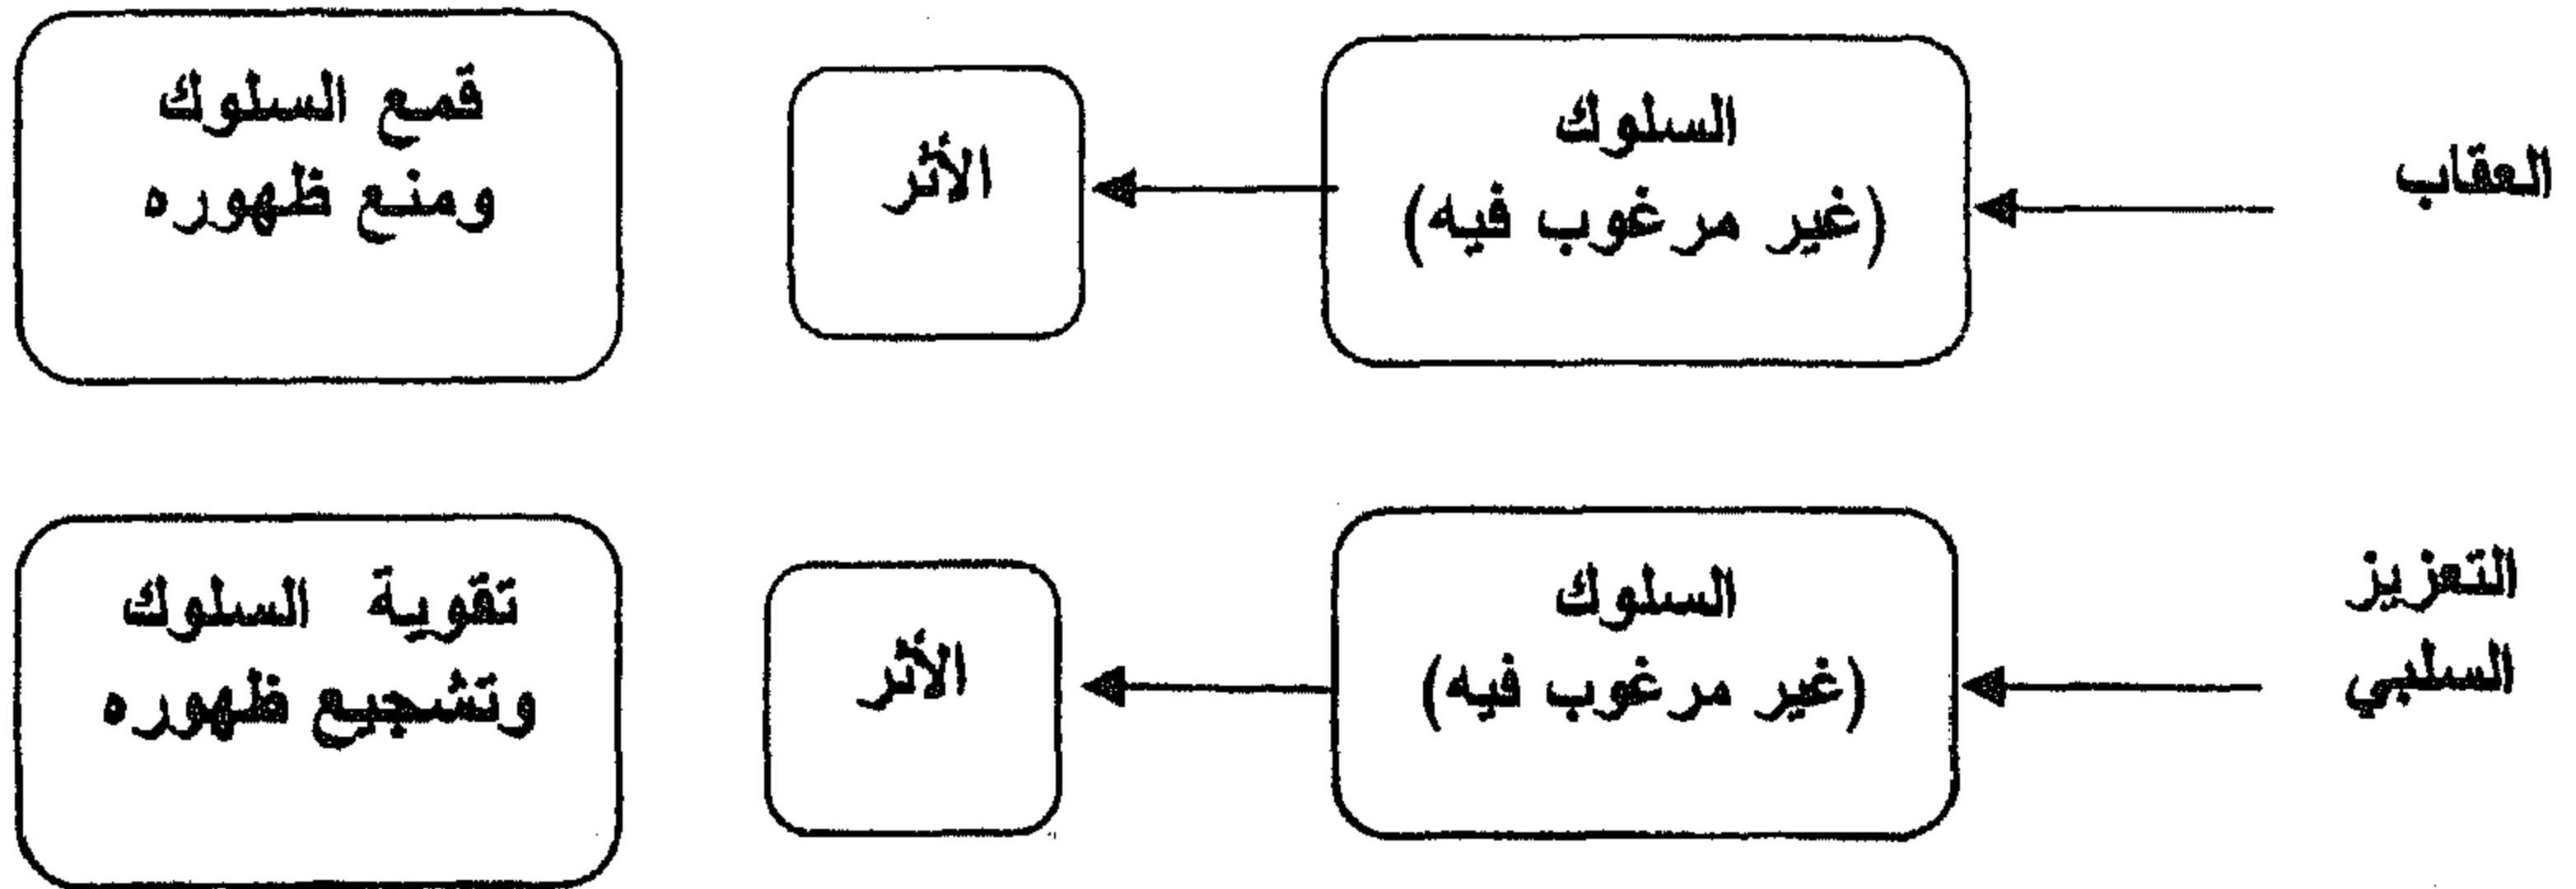 العقاب
السلوك
(غير مرغوب فيه)
الأثر
قمع السلوك
ومنع ظهوره
التعزيز
السلبي
السلوك
(غير مرغوب فيه)
الأثر
تقوية السلوك
وتشجيع ظهوره